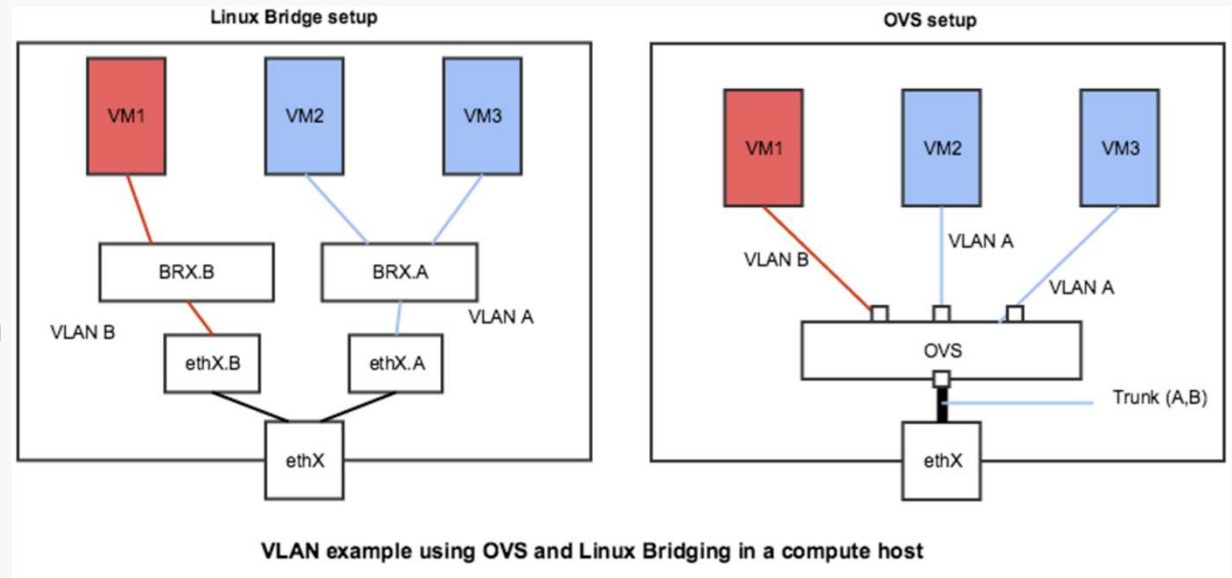 Linux Bridge setup
VM1
VM2
VM3
BRX.B
BRX.A
VLAN B
VLAN A
ethX.B
ethX.A
ethX
OVS setup
VM1
VM2
VM3
VLAN B
VLAN A
VLAN A
OVS
Trunk (A,B)
ethX
VLAN example using OVS and Linux Bridging in a compute host